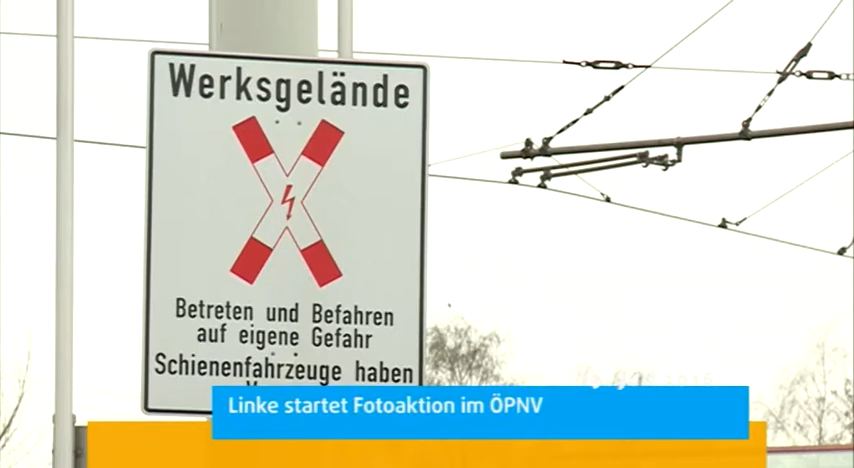 Werksgelände
Betreten und Befahren
auf eigene Gefahr
Schienenfahrzeuge haben
Linke startet Fotoaktion im ÖPNV